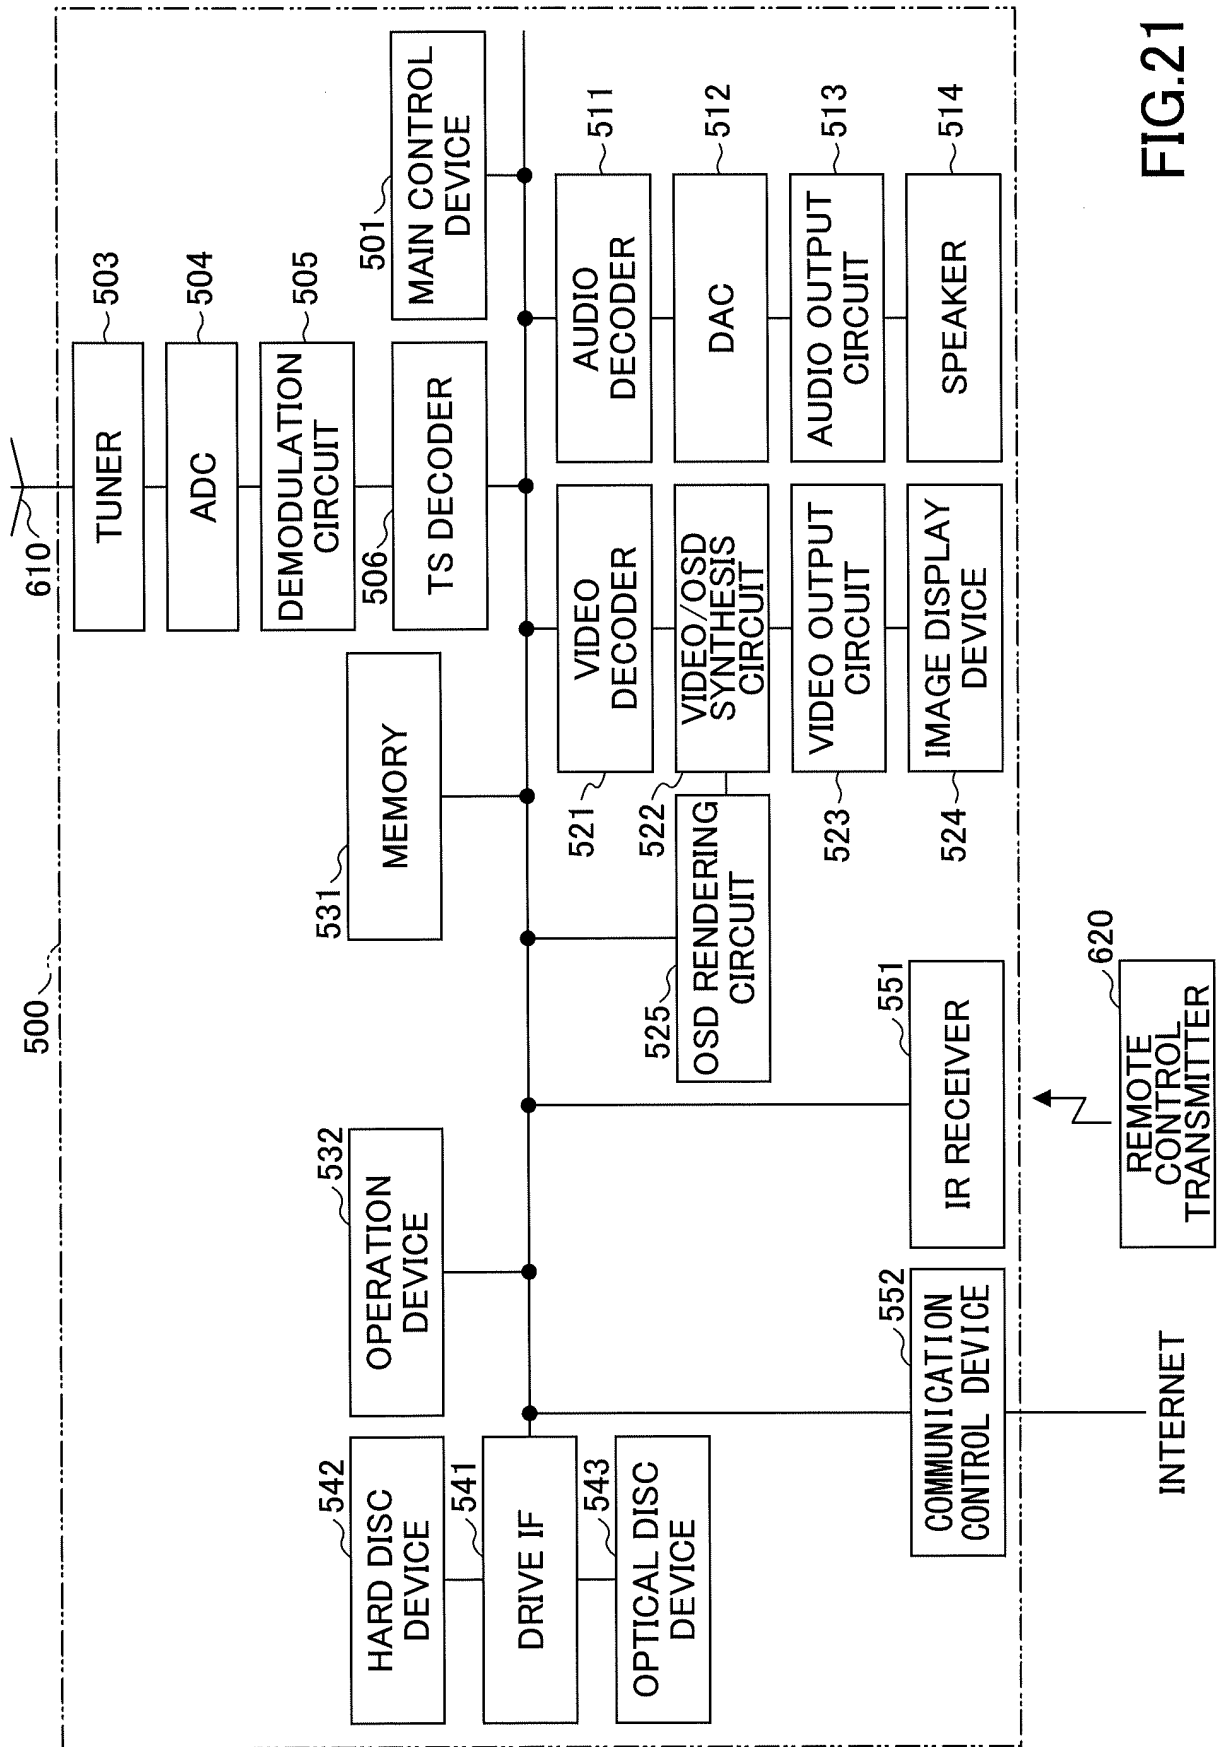 FIG.21
500
610
TUNER
503
ADC
504
DEMODULATION
CIRCUIT
505
506
TS DECODER
501
MAIN CONTROL
DEVICE
531
MEMORY
532
OPERATION
DEVICE
542
HARD DISC
DEVICE
541
DRIVE IF
543
OPTICAL DISC
DEVICE
AUDIO
DECODER
511
DAC
512
AUDIO OUTPUT
CIRCUIT
513
SPEAKER
514
VIDEO
DECODER
521
VIDEO/OSD
SYNTHESIS
CIRCUIT
522
VIDEO OUTPUT
CIRCUIT
523
IMAGE DISPLAY
DEVICE
524
525
OSD RENDERING
CIRCUIT
551
IR RECEIVER
552
COMMUNICATION
CONTROL DEVICE
620
REMOTE
CONTROL
TRANSMITTER
INTERNET